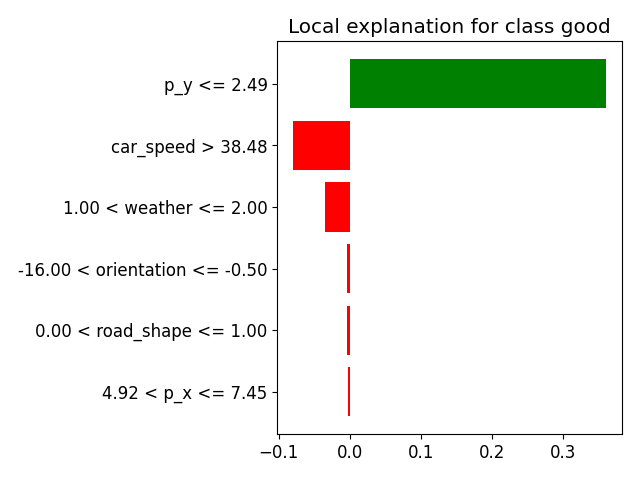 Local explanation for class good
p_y <= 2.49
car_speed > 38.48
1.00 < weather <= 2.00
-16.00 < orientation <= -0.50
0.00 < road_shape <= 1.00
4.92 < p_x <= 7.45
−0.1 0.0 0.1 0.2 0.3